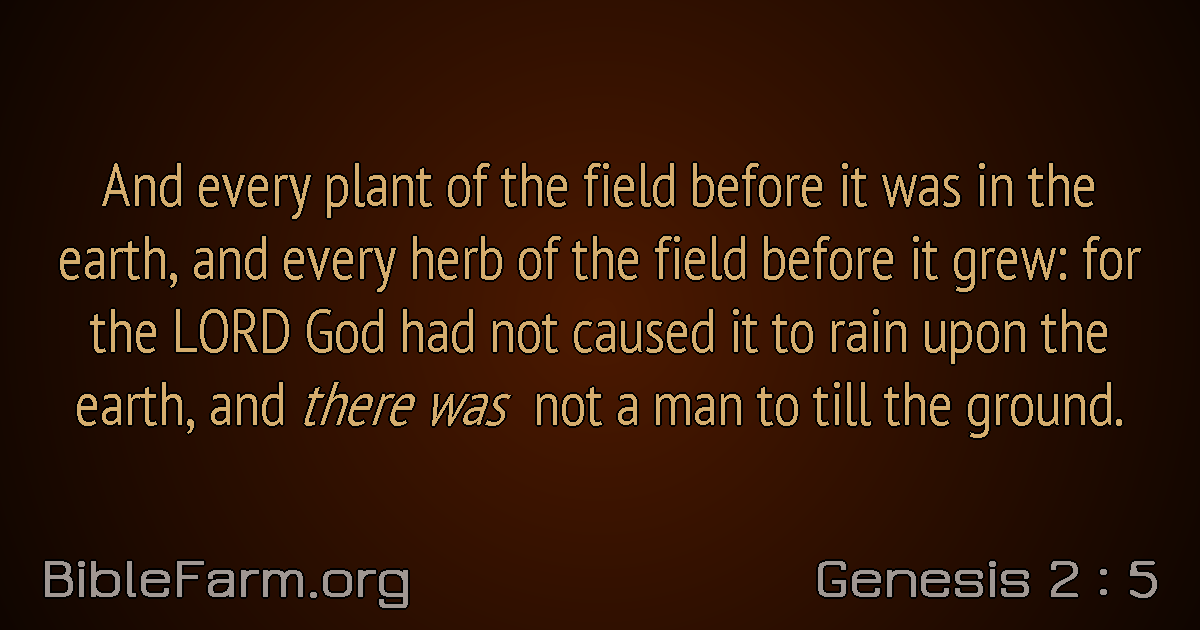 And every plant of the field before it was in the
earth, and every herb of the field before it grew: for
the LORD God had not caused it to rain upon the
earth, and there was not a man to till the ground.
BibleFarm.org
Genesis 2 : 5